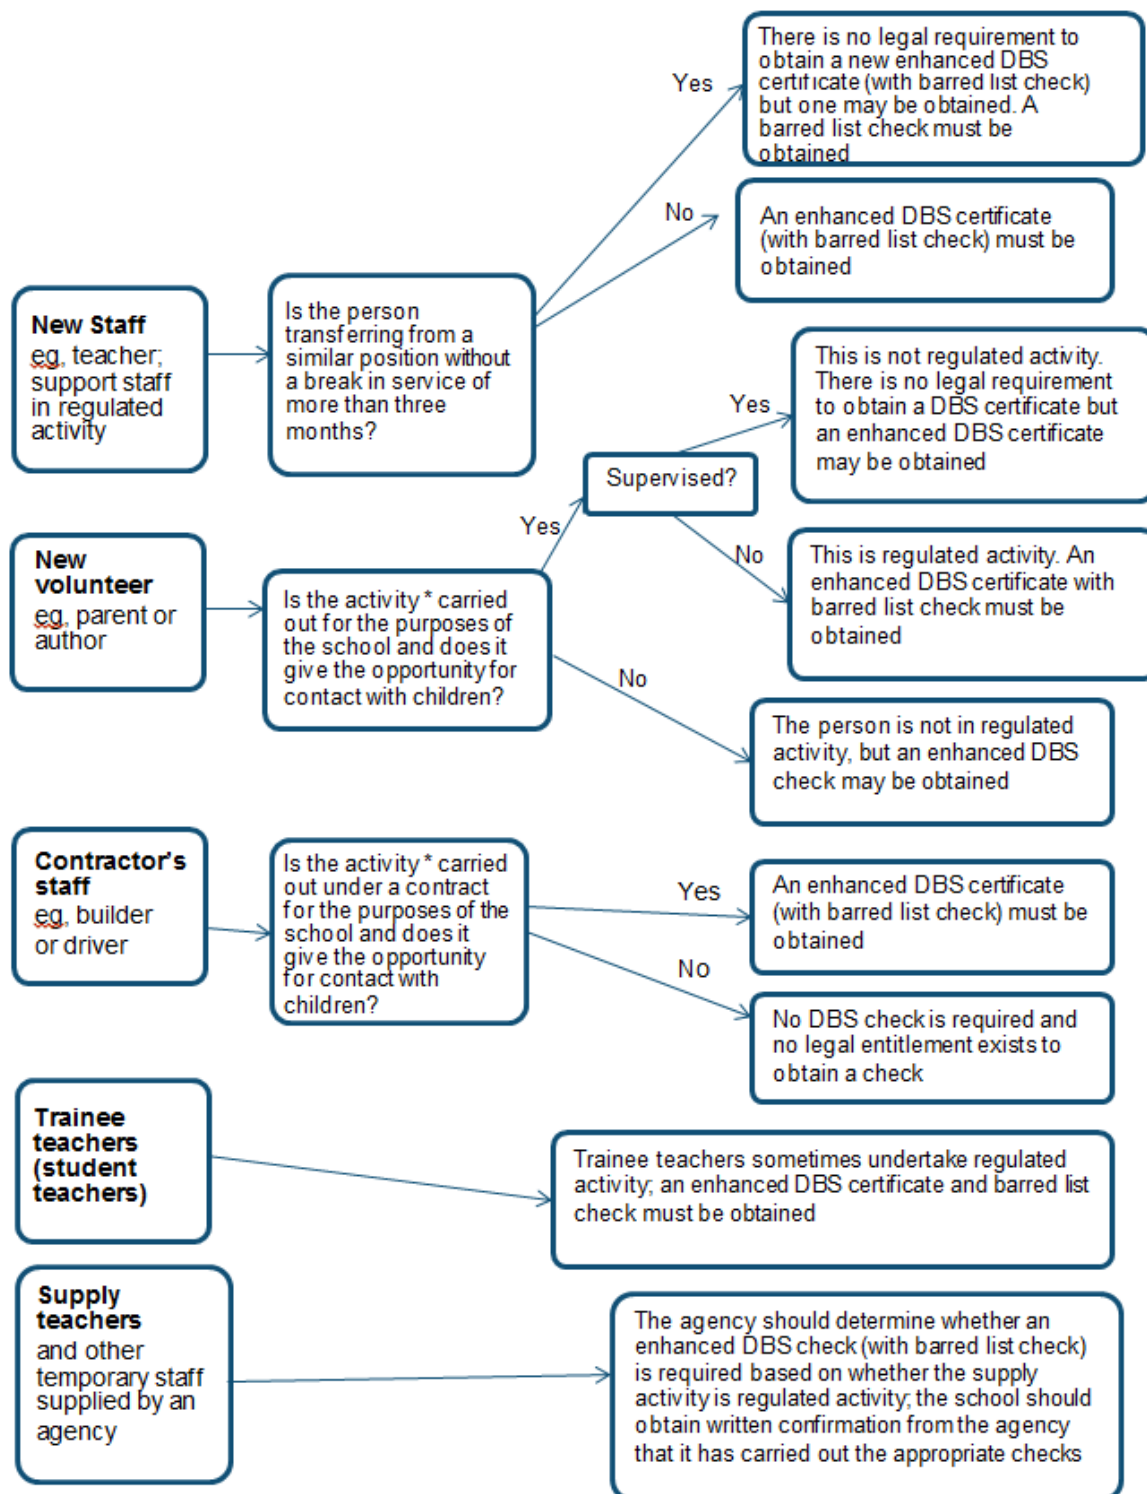 There is no legal requirement to
obtain a new enhanced DBS
certificate (with barred list check)
but one may be obtained. A
barred list check must be
obtained
Yes
No
An enhanced DBS certificate
(with barred list check) must be
obtained
New Staff
eg, teacher;
support staff
in regulated
activity
Is the person
transferring from a
similar position without
a break in service of
more than three
months?
This is not regulated activity.
There is no legal requirement
to obtain a DBS certificate but
an enhanced DBS certificate
may be obtained
Yes
Supervised?
Yes
No
This is regulated activity. An
enhanced DBS certificate with
barred list check must be
obtained
New
volunteer
eg, parent or
author
Is the activity * carried
out for the purposes of
the school and does it
give the opportunity for
contact with children?
No
The person is not in regulated
activity, but an enhanced DBS
check may be obtained
Contractor's
staff
eg, builder
or driver
Is the activity * carried
out under a contract
for the purposes of the
school and does it
give the opportunity
for contact with
children?
Yes
An enhanced DBS certificate
(with barred list check) must be
obtained
No
No DBS check is required and
no legal entitlement exists to
obtain a check
Trainee
teachers
(student
teachers)
Trainee teachers sometimes undertake regulated
activity; an enhanced DBS certificate and barred list
check must be obtained
Supply
teachers
and other
temporary staff
supplied by an
agency
The agency should determine whether an
enhanced DBS check (with barred list check)
is required based on whether the supply
activity is regulated activity; the school should
obtain written confirmation from the agency
that it has carried out the appropriate checks